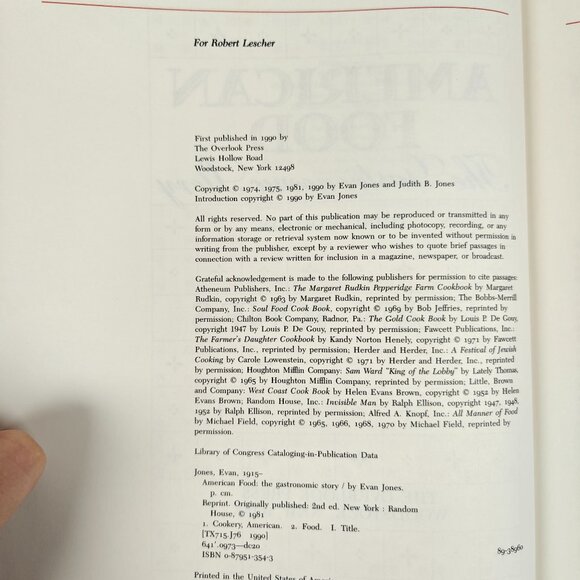 For Robert Lescher
First published in 1990 by
The Overlook Press
Lewis Hollow Road
Woodstock, New York 12498
Copyright © 1974, 1975, 1981, 1990 by Evan Jones and Judith B. Jones
Introduction copyright © 1990 by Evan Jones
All rights reserved. No part of this publication may be reproduced or transmitted in any
form or by any means, electronic or mechanical, including photocopy, recording, or any
information storage or retrieval system now known or to be invented without permission in
writing from the publisher, except by a reviewer who wishes to quote brief passages in
connection with a review written for inclusion in a magazine, newspaper, or broadcast.
Grateful acknowledgement is made to the following publishers for permission to cite passages:
Atheneum Publishers, Inc.: The Margaret Rudkin Pepperidge Farm Cookbook by Margaret
Rudkin, copyright © 1963 by Margaret Rudkin, reprinted by permission; The Bobbs-Merrill
Company, Inc.: Soul Food Cook Book, copyright © 1969 by Bob Jeffries, reprinted by
permission; Chilton Book Company, Radnor, Pa.: The Gold Cook Book by Louis P. De Gouy,
copyright 1947 by Louis P. De Gouy, reprinted by permission; Fawcett Publications, Inc.:
The Farmer's Daughter Cookbook by Kandy Norton Henely, copyright © 1971 by Fawcett
Publications, Inc., reprinted by permission; Herder and Herder, Inc.: A Festival of Jewish
Cooking by Carole Lowenstein, copyright © 1971 by Herder and Herder, Inc., reprinted
by permission; Houghton Mifflin Company: Sam Ward "King of the Lobby" by Lately Thomas,
copyright © 1965 by Houghton Mifflin Company, reprinted by permission; Little, Brown
and Company: West Coast Cook Book by Helen Evans Brown, copyright © 1952 by Helen
Evans Brown; Random House, Inc.: Invisible Man by Ralph Ellison, copyright 1947, 1948,
1952 by Ralph Ellison, reprinted by permission; Alfred A. Knopf, Inc.: All Manner of Food
by Michael Field, copyright © 1965, 1966, 1968, 1970 by Michael Field, reprinted by
permission.
Library of Congress Cataloging-in-Publication Data
Jones, Evan, 1915–
American Food: the gastronomic story / by Evan Jones.
p. cm.
Reprint. Originally published: 2nd ed. New York : Random
House, © 1981
1. Cookery, American. 2. Food. I. Title.
[TX715.J76 1990]
641'.0973—dc20
89-38960
ISBN 0-87951-354-3
Printed in the United States of